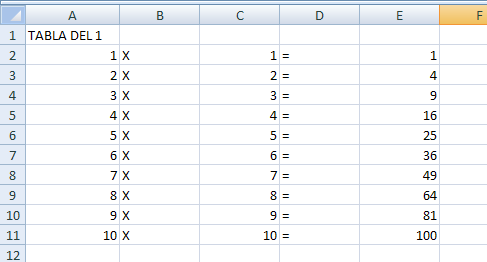 A B C D E F
1 TABLA DEL 1
2 1 X 1 = 1
3 2 X 2 = 4
4 3 X 3 = 9
5 4 X 4 = 16
6 5 X 5 = 25
7 6 X 6 = 36
8 7 X 7 = 49
9 8 X 8 = 64
10 9 X 9 = 81
11 10 X 10 = 100
12